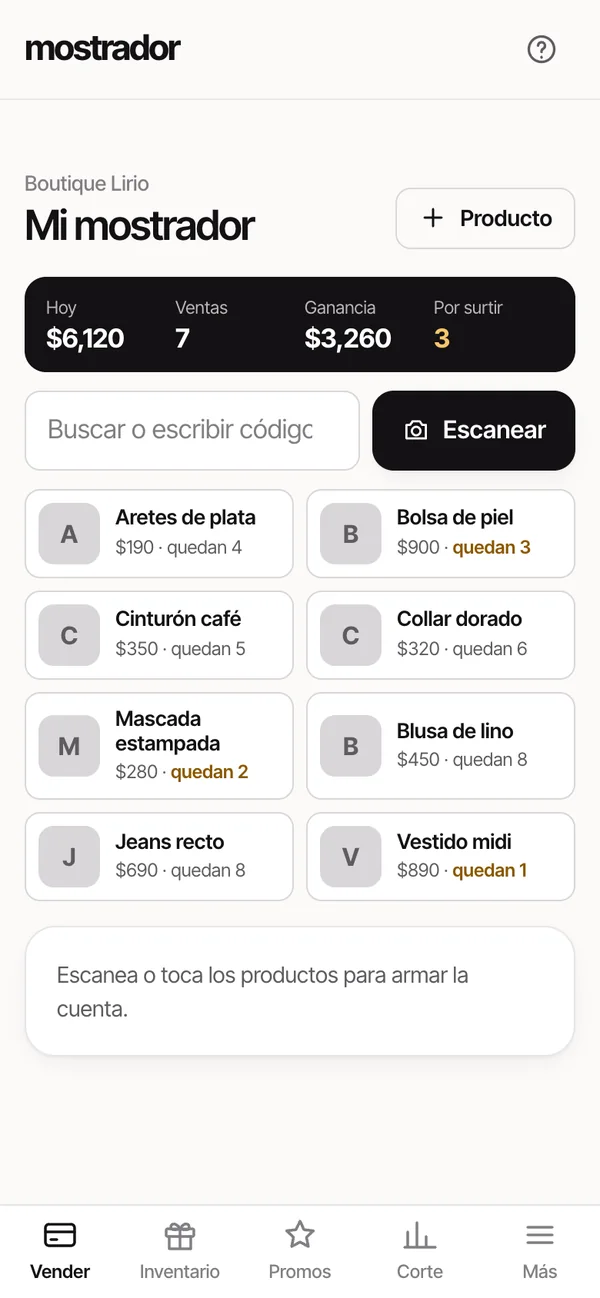 mostrador
Boutique Lirio
Mi mostrador
Producto
Hoy
$6,120
Ventas
7
Ganancia
$3,260
Por surtir
3
Buscar o escribir código
Escanear
A
Aretes de plata
$190 · quedan 4
B
Bolsa de piel
$900 · quedan 3
C
Cinturón café
$350 · quedan 5
C
Collar dorado
$320 · quedan 6
M
Mascada
estampada
$280 · quedan 2
B
Blusa de lino
$450 · quedan 8
J
Jeans recto
$690 · quedan 8
V
Vestido midi
$890 · quedan 1
Escanea o toca los productos para armar la
cuenta.
Vender
Inventario
Promos
Corte
Más